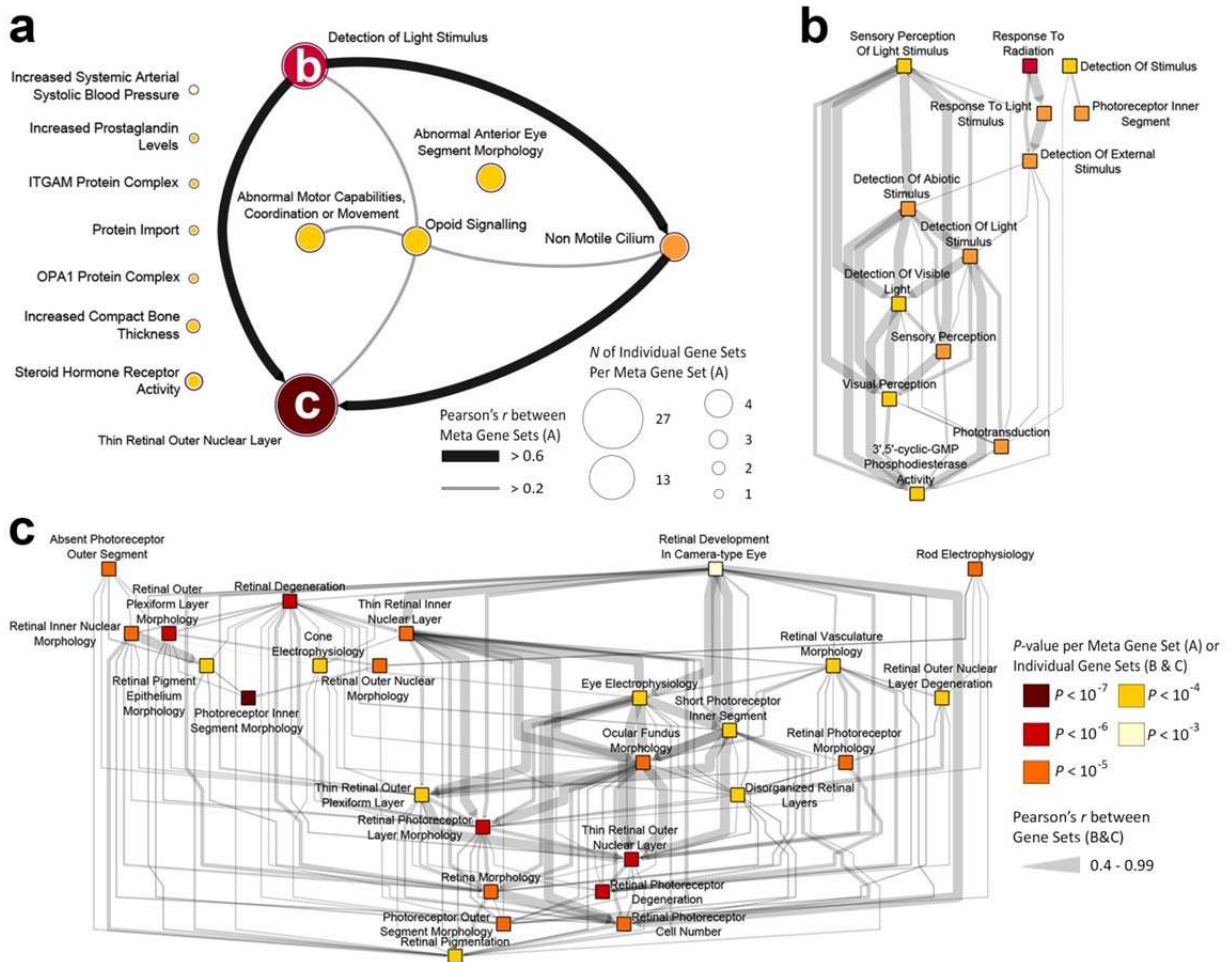 a
Detection of Light Stimulus
b
Increased Systemic Arterial
Systolic Blood Pressure
Increased Prostaglandin
Levels
ITGAM Protein Complex
Protein Import
OPA1 Protein Complex
Increased Compact Bone
Thickness
Steroid Hormone Receptor
Activity
Abnormal Anterior Eye
Segment Morphology
Abnormal Motor Capabilities,
Coordination or Movement
Opoid Signalling
Non Motile Cilium
c
Thin Retinal Outer Nuclear Layer
Pearson's r between
Meta Gene Sets (A)
> 0.6
> 0.2
N of Individual Gene Sets
Per Meta Gene Set (A)
27
13
4
3
2
1
b
Sensory Perception
Of Light Stimulus
Response To
Radiation
Detection Of Stimulus
Response To Light
Stimulus
Photoreceptor Inner
Segment
Detection Of External
Stimulus
Detection Of Abiotic
Stimulus
Detection Of Light
Stimulus
Detection Of Visible
Light
Sensory Perception
Visual Perception
Phototransduction
3',5'-cyclic-GMP
Phosphodiesterase
Activity
c
Absent Photoreceptor
Outer Segment
Retinal Development
In Camera-type Eye
Rod Electrophysiology
Retinal Outer
Plexiform Layer
Morphology
Retinal Degeneration
Thin Retinal Inner
Nuclear Layer
Retinal Inner Nuclear
Morphology
Cone
Electrophysiology
Retinal Vasculature
Morphology
Retinal Pigment
Epithelium
Morphology
Retinal Outer Nuclear
Morphology
Retinal Outer Nuclear
Layer Degeneration
Photoreceptor Inner
Segment Morphology
Eye Electrophysiology
Short Photoreceptor
Inner Segment
Ocular Fundus
Morphology
Retinal Photoreceptor
Morphology
Thin Retinal Outer
Plexiform Layer
Disorganized Retinal
Layers
Retinal Photoreceptor
Layer Morphology
Thin Retinal Outer
Nuclear Layer
Retina Morphology
Retinal Photoreceptor
Degeneration
Photoreceptor Outer
Segment Morphology
Retinal Photoreceptor
Cell Number
Retinal Pigmentation
P-value per Meta Gene Set (A) or
Individual Gene Sets (B & C)
P < 10⁻⁷
P < 10⁻⁴
P < 10⁻⁶
P < 10⁻³
P < 10⁻⁵
Pearson's r between
Gene Sets (B&C)
0.4 - 0.99